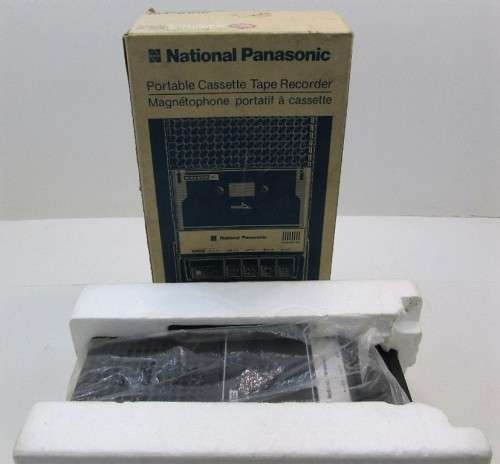 National Panasonic
Portable Cassette Tape Recorder
Magnétophone portatif à cassette
National Panasonic